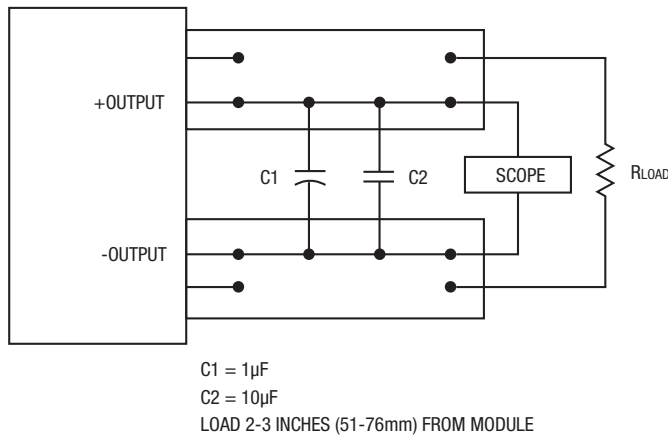 +OUTPUT
C1
C2
SCOPE
RLOAD
-OUTPUT
C1 = 1µF
C2 = 10µF
LOAD 2-3 INCHES (51-76mm) FROM MODULE